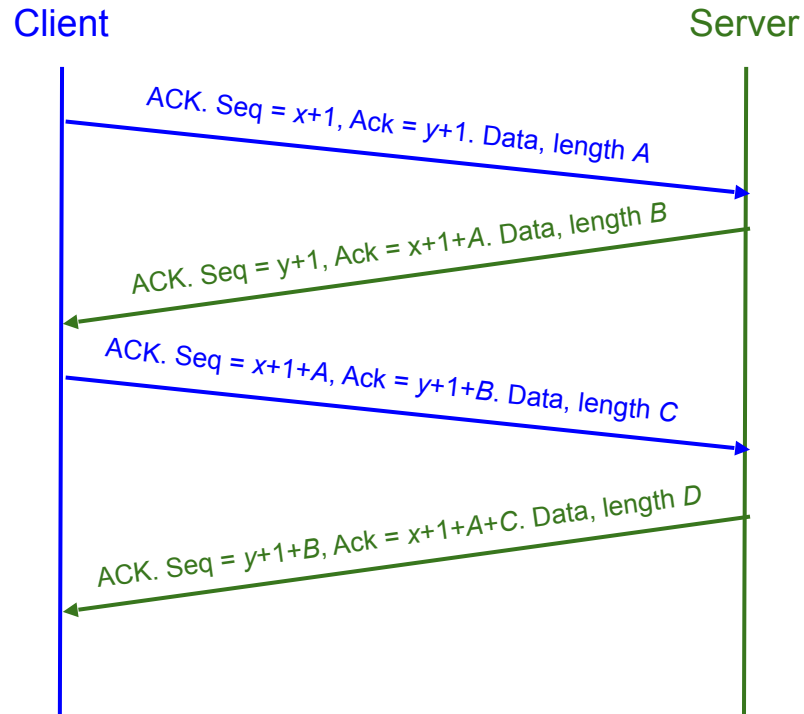 Client
Server
ACK. Seq = x+1, Ack = y+1. Data, length A
ACK. Seq = y+1, Ack = x+1+A. Data, length B
ACK. Seq = x+1+A, Ack = y+1+B. Data, length C
ACK. Seq = y+1+B, Ack = x+1+A+C. Data, length D